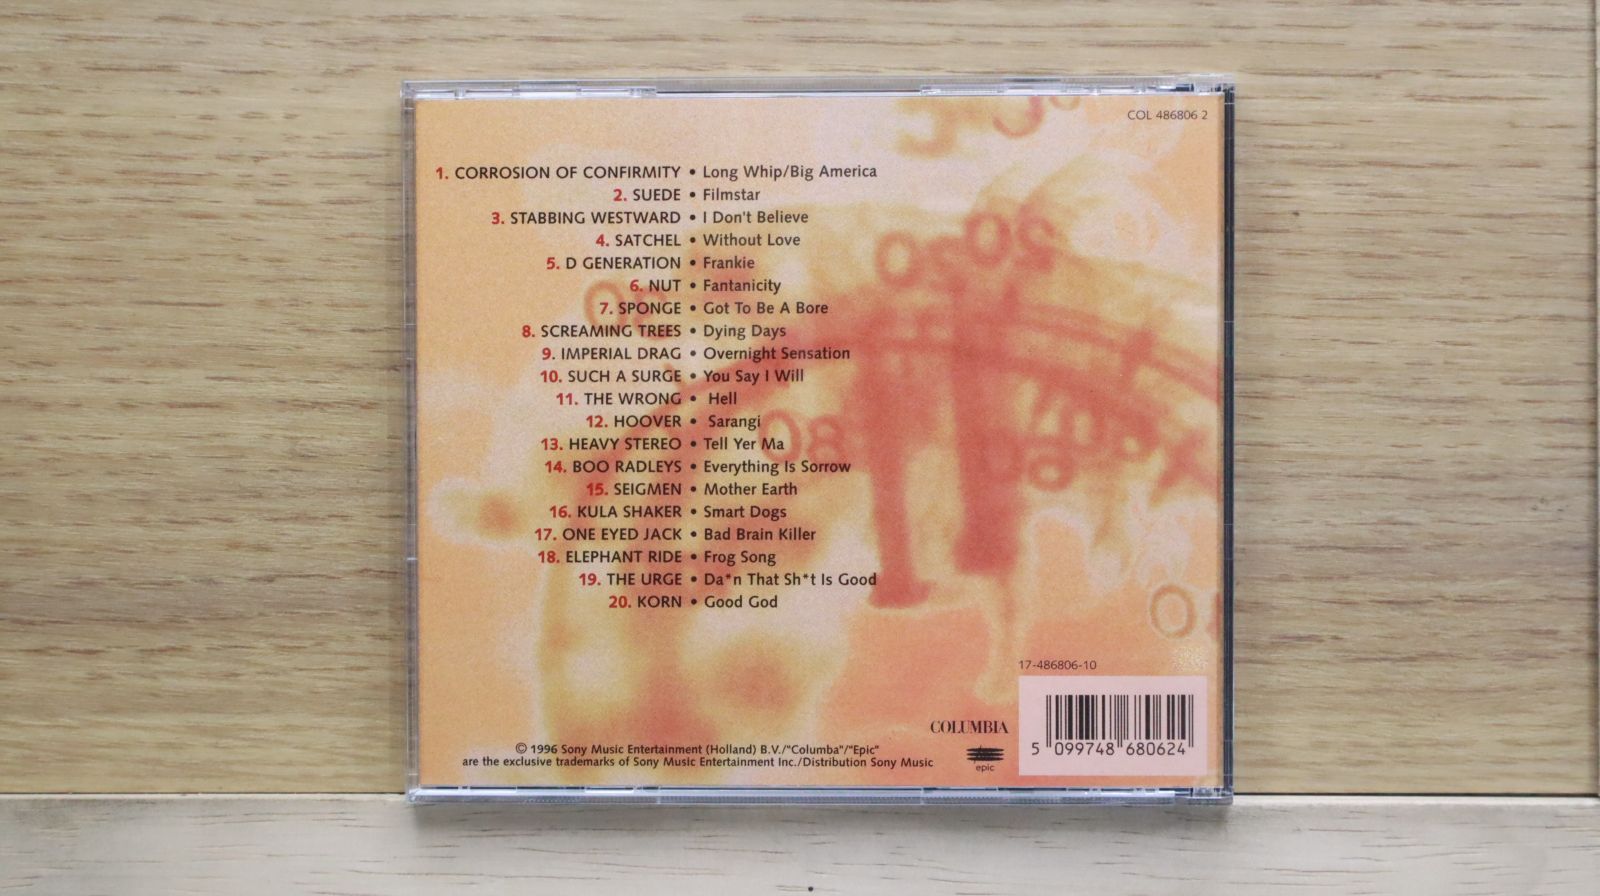 COL 486806 2
1. CORROSION OF CONFIRMITY • Long Whip/Big America
2. SUEDE • Filmstar
3. STABBING WESTWARD • I Don't Believe
4. SATCHEL • Without Love
5. D GENERATION • Frankie
6. NUT • Fantanicity
7. SPONGE • Got To Be A Bore
8. SCREAMING TREES • Dying Days
9. IMPERIAL DRAG • Overnight Sensation
10. SUCH A SURGE • You Say I Will
11. THE WRONG • Hell
12. HOOVER • Sarangi
13. HEAVY STEREO • Tell Yer Ma
14. BOO RADLEYS • Everything Is Sorrow
15. SEIGMEN • Mother Earth
16. KULA SHAKER • Smart Dogs
17. ONE EYED JACK • Bad Brain Killer
18. ELEPHANT RIDE • Frog Song
19. THE URGE • Da*n That Sh*t Is Good
20. KORN • Good God
17-486806-10
COLUMBIA
epic
5 099748 680624
© 1996 Sony Music Entertainment (Holland) B.V./"Columba"/"Epic"
are the exclusive trademarks of Sony Music Entertainment Inc./Distribution Sony Music